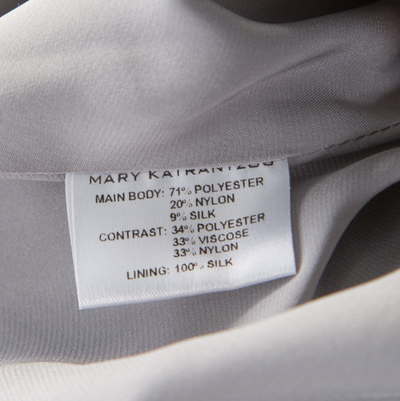 MARY KATRANTZOU
MAIN BODY: 71% POLYESTER
20% NYLON
9% SILK
CONTRAST: 34% POLYESTER
33% VISCOSE
33% NYLON
LINING: 100% SILK